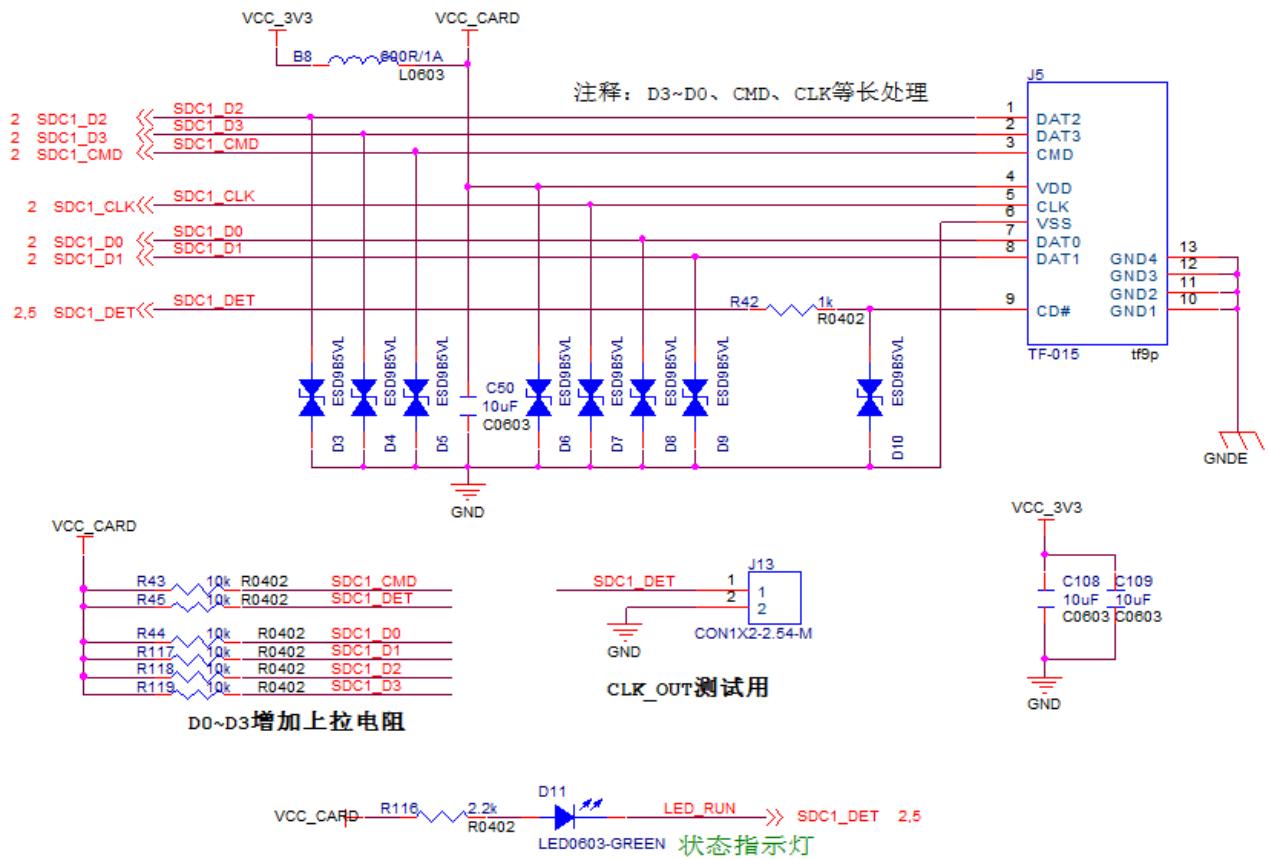 VCC_3V3
VCC_CARD
B8
600R/1A
L0603
注释：D3~D0、CMD、CLK等长处理
J5
2 SDC1_D2
SDC1_D2
1
DAT2
2 SDC1_D3
SDC1_D3
2
DAT3
2 SDC1_CMD
SDC1_CMD
3
CMD
4
VDD
2 SDC1_CLK
SDC1_CLK
5
CLK
6
VSS
2 SDC1_D0
SDC1_D0
7
DAT0
2 SDC1_D1
SDC1_D1
8
DAT1
GND4
13
GND3
12
GND2
11
GND1
10
2,5 SDC1_DET
SDC1_DET
R42
1k
R0402
9
CD#
TF-015
tf9p
ESD9B5VL
D3
ESD9B5VL
D4
ESD9B5VL
D5
C50
10uF
C0603
ESD9B5VL
D6
ESD9B5VL
D7
ESD9B5VL
D8
ESD9B5VL
D9
ESD9B5VL
D10
GNDE
GND
VCC_CARD
R43 10k R0402 SDC1_CMD
R45 10k R0402 SDC1_DET
R44 10k R0402 SDC1_D0
R117 10k R0402 SDC1_D1
R118 10k R0402 SDC1_D2
R119 10k R0402 SDC1_D3
D0~D3增加上拉电阻
J13
SDC1_DET
1
1
2
2
GND
CON1X2-2.54-M
CLK_OUT测试用
VCC_3V3
C108
10uF
C0603
C109
10uF
C0603
GND
VCC_CARD
R116
2.2k
R0402
D11
LED0603-GREEN
LED_RUN
SDC1_DET 2,5
状态指示灯